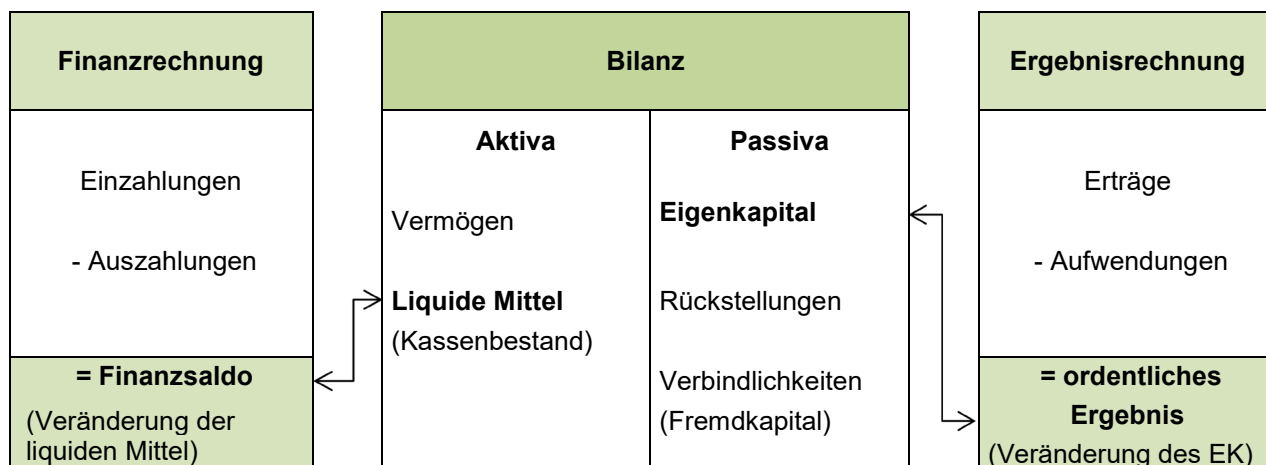 Finanzrechnung
Einzahlungen
- Auszahlungen
= Finanzsaldo
(Veränderung der
liquiden Mittel)
Bilanz
Aktiva
Vermögen
Liquide Mittel
(Kassenbestand)
Passiva
Eigenkapital
Rückstellungen
Verbindlichkeiten
(Fremdkapital)
Ergebnisrechnung
Erträge
- Aufwendungen
= ordentliches
Ergebnis
(Veränderung des EK)